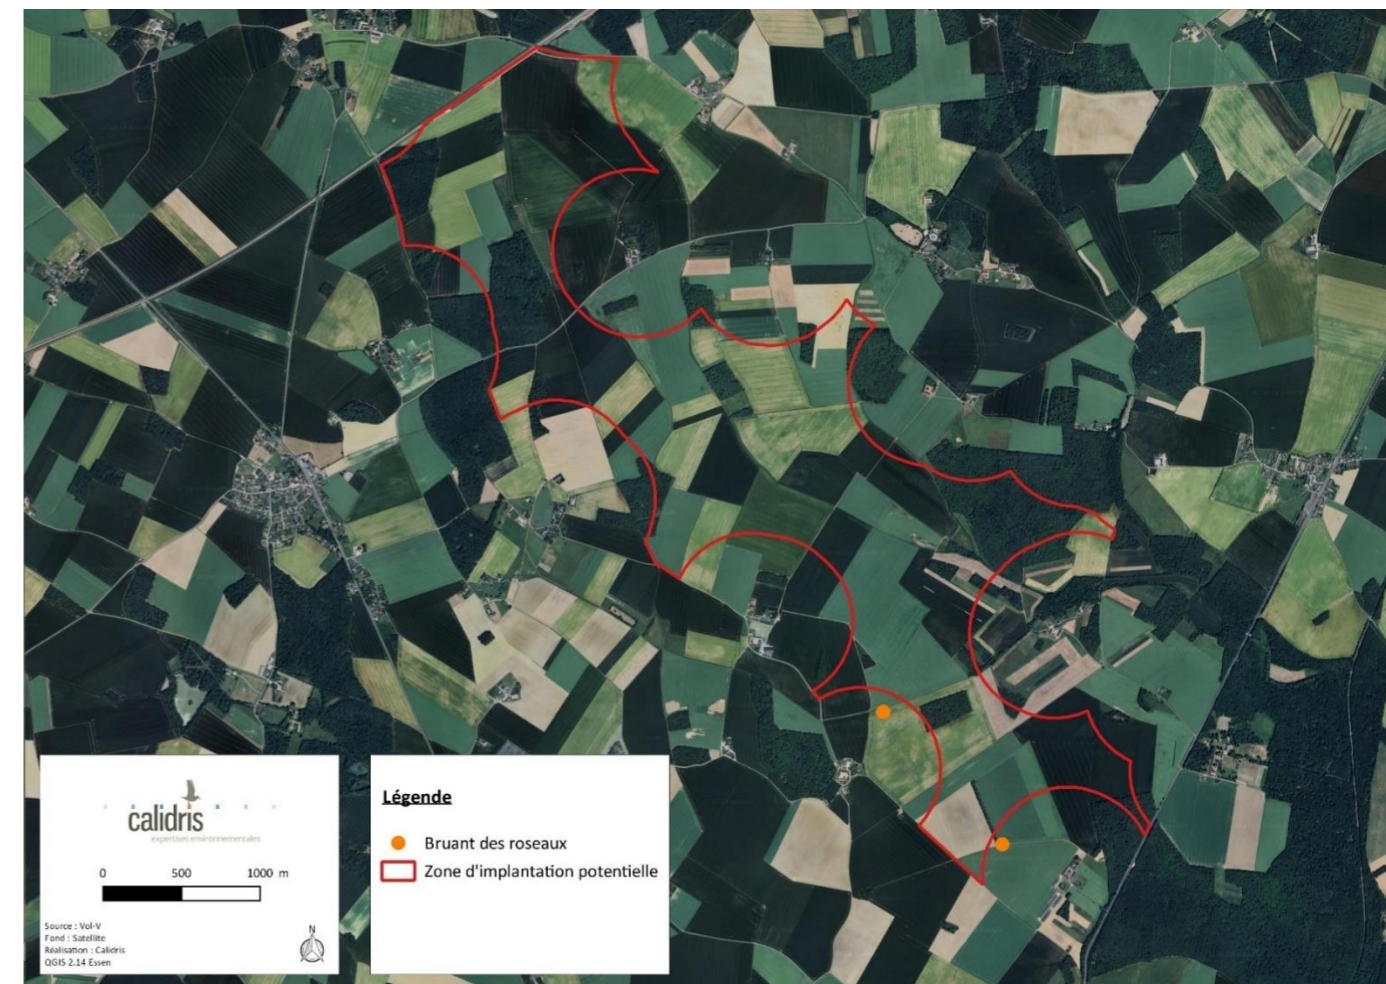 calidris
expertises environnementales
0 500 1000 m
Source : Vol-V
Fond : Satellite
Réalisation : Calidris
QGIS 2.14 Essen
N
Légende
Bruant des roseaux
Zone d'implantation potentielle